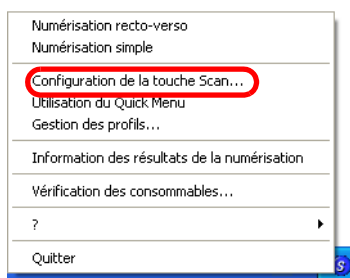 Numérisation recto-verso
Numérisation simple
Configuration de la touche Scan...
Utilisation du Quick Menu
Gestion des profils...
Information des résultats de la numérisation
Vérification des consommables...
?
Quitter
S